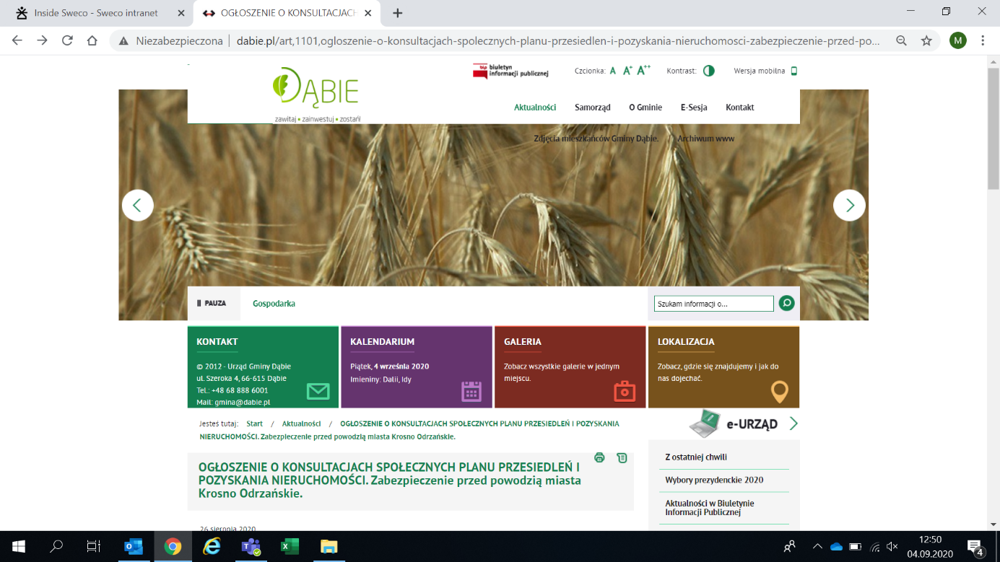 Inside Sweco - Sweco intranet
OGŁOSZENIE O KONSULTACJACH
Niezabezpieczona
dabie.pl/art,1101,ogloszenie-o-konsultacjach-spolecznych-planu-przesiedlen-i-pozyskania-nieruchomosci-zabezpieczenie-przed-po...
M
DĄBIE
zawitaj • zainwestuj • zostań!
bip biuletyn
informacji publicznej
Czcionka: A A+ A++
Kontrast:
Wersja mobilna
Aktualności Samorząd O Gminie E-Sesja Kontakt
Zdjęcia mieszkańców Gminy Dąbie. Archiwum www
PAUZA
Gospodarka
Szukam informacji o...
KONTAKT
© 2012 - Urząd Gminy Dąbie
ul. Szeroka 4, 66-615 Dąbie
Tel.: +48 68 888 6001
Mail: gmina@dabie.pl
KALENDARIUM
Piątek, 4 września 2020
Imieniny: Dalii, Idy
GALERIA
Zobacz wszystkie galerie w jednym
miejscu.
LOKALIZACJA
Zobacz, gdzie się znajdujemy i jak do
nas dojechać.
Jesteś tutaj: Start / Aktualności / OGŁOSZENIE O KONSULTACJACH SPOŁECZNYCH PLANU PRZESIEDLEŃ I POZYSKANIA
NIERUCHOMOŚCI. Zabezpieczenie przed powodzią miasta Krosno Odrzańskie.
e-URZĄD
OGŁOSZENIE O KONSULTACJACH SPOŁECZNYCH PLANU PRZESIEDLEŃ I
POZYSKANIA NIERUCHOMOŚCI. Zabezpieczenie przed powodzią miasta
Krosno Odrzańskie.
26 sierpnia 2020
Z ostatniej chwili
Wybory prezydenckie 2020
Aktualności w Biuletynie
Informacji Publicznej
12:50
04.09.2020
4